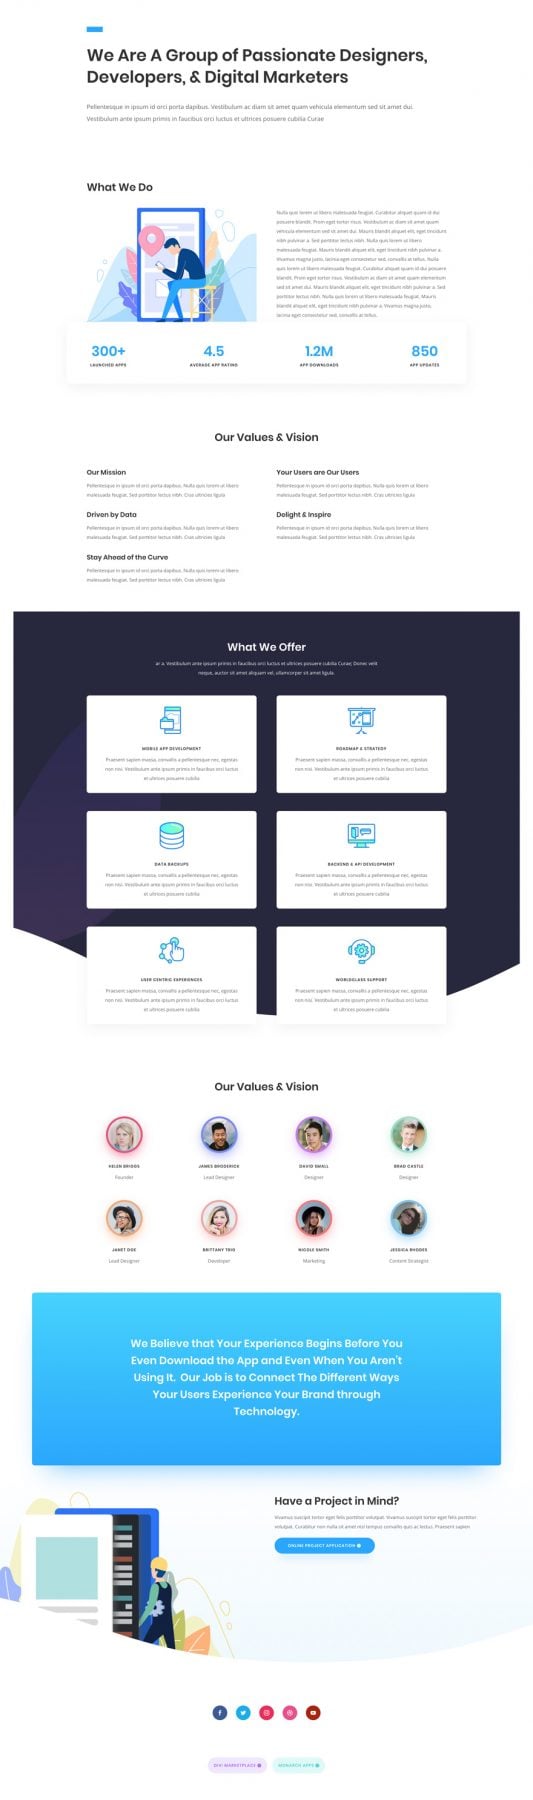 We Are A Group of Passionate Designers,
Developers, & Digital Marketers
Pellentesque in ipsum id orci porta dapibus. Vestibulum ac diam sit amet quam vehicula elementum sed sit amet dui.
Vestibulum ante ipsum primis in faucibus orci luctus et ultrices posuere cubilia Curae
What We Do
Nulla quis lorem ut libero malesuada feugiat. Curabitur aliquet quam id dui
posuere blandit. Proin eget tortor risus. Vestibulum ac diam sit amet quam
vehicula elementum sed sit amet dui. Mauris blandit aliquet elit, eget tincidunt
nibh pulvinar a. Sed porttitor lectus nibh. Nulla quis lorem ut libero
malesuada feugiat. Mauris blandit aliquet elit, eget tincidunt nibh pulvinar a.
Vivamus magna justo, lacinia eget consectetur sed, convallis at tellus. Nulla
quis lorem ut libero malesuada feugiat. Curabitur aliquet quam id dui posuere
blandit. Proin eget tortor risus. Vestibulum ac diam sit amet quam elementum
sed sit amet dui. Mauris blandit aliquet elit, eget tincidunt nibh pulvinar a. Sed
porttitor lectus nibh. Nulla quis lorem ut libero malesuada feugiat. Mauris
blandit aliquet elit, eget tincidunt nibh pulvinar a. Vivamus magna justo,
lacinia eget consectetur sed, convallis at tellus.
300+
LAUNCHED APPS
4.5
AVERAGE APP RATING
1.2M
APP DOWNLOADS
850
APP UPDATES
Our Values & Vision
Our Mission
Pellentesque in ipsum id orci porta dapibus. Nulla quis lorem ut libero
malesuada feugiat. Sed porttitor lectus nibh. Cras ultricies ligula
Your Users are Our Users
Pellentesque in ipsum id orci porta dapibus. Nulla quis lorem ut libero
malesuada feugiat. Sed porttitor lectus nibh. Cras ultricies ligula
Driven by Data
Pellentesque in ipsum id orci porta dapibus. Nulla quis lorem ut libero
malesuada feugiat. Sed porttitor lectus nibh. Cras ultricies ligula
Delight & Inspire
Pellentesque in ipsum id orci porta dapibus. Nulla quis lorem ut libero
malesuada feugiat. Sed porttitor lectus nibh. Cras ultricies ligula
Stay Ahead of the Curve
Pellentesque in ipsum id orci porta dapibus. Nulla quis lorem ut libero
malesuada feugiat. Sed porttitor lectus nibh. Cras ultricies ligula
What We Offer
ar a. Vestibulum ante ipsum primis in faucibus orci luctus et ultrices posuere cubilia Curae; Donec velit
neque, auctor sit amet aliquam vel, ullamcorper sit amet ligula.
MOBILE APP DEVELOPMENT
Praesent sapien massa, convallis a pellentesque nec, egestas
non nisi. Vestibulum ante ipsum primis in faucibus orci luctus
et ultrices posuere cubilia
ROADMAP & STRATEGY
Praesent sapien massa, convallis a pellentesque nec, egestas
non nisi. Vestibulum ante ipsum primis in faucibus orci luctus
et ultrices posuere cubilia
DATA BACKUPS
Praesent sapien massa, convallis a pellentesque nec, egestas
non nisi. Vestibulum ante ipsum primis in faucibus orci luctus
et ultrices posuere cubilia
BACKEND & API DEVELOPMENT
Praesent sapien massa, convallis a pellentesque nec, egestas
non nisi. Vestibulum ante ipsum primis in faucibus orci luctus
et ultrices posuere cubilia
USER CENTRIC EXPERIENCES
Praesent sapien massa, convallis a pellentesque nec, egestas
non nisi. Vestibulum ante ipsum primis in faucibus orci luctus
et ultrices posuere cubilia
WORLDCLASS SUPPORT
Praesent sapien massa, convallis a pellentesque nec, egestas
non nisi. Vestibulum ante ipsum primis in faucibus orci luctus
et ultrices posuere cubilia
Our Values & Vision
HELEN BRIGGS
Founder
JAMES BRODERICK
Lead Designer
DAVID SMALL
Designer
BRAD CASTLE
Designer
JANET DOE
Lead Designer
BRITTANY TRIO
Developer
NICOLE SMITH
Marketing
JESSICA RHODES
Content Strategist
We Believe that Your Experience Begins Before You
Even Download the App and Even When You Aren't
Using It. Our Job is to Connect The Different Ways
Your Users Experience Your Brand through
Technology.
Have a Project in Mind?
Vivamus suscipit tortor eget felis porttitor volutpat. Vivamus suscipit tortor eget felis porttitor
volutpat. Curabitur non nulla sit amet nisl tempus convallis quis ac lectus. Praesent sapien
ONLINE PROJECT APPLICATION
DIVI MARKETPLACE
MONARCH APPS